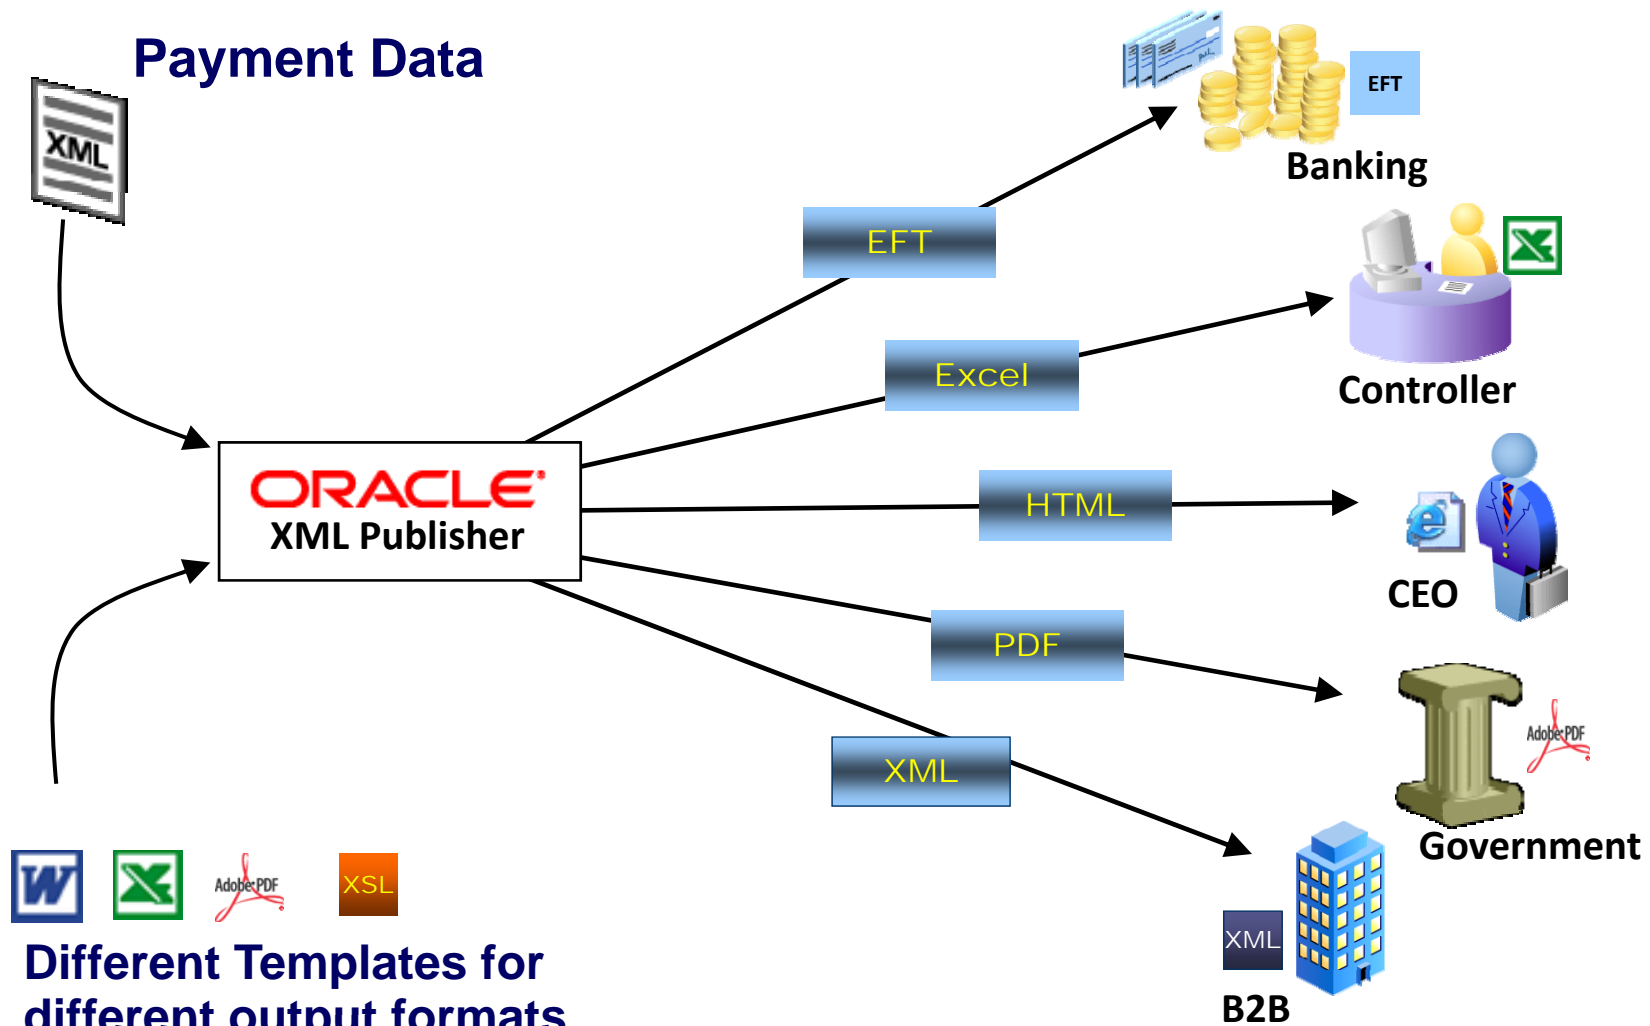 Payment Data
XML
EFT
Banking
EFT
Excel
Controller
ORACLE
XML Publisher
HTML
CEO
PDF
Adobe PDF
Government
XML
XML
B2B
Adobe PDF
XSL
Different Templates for
different output formats